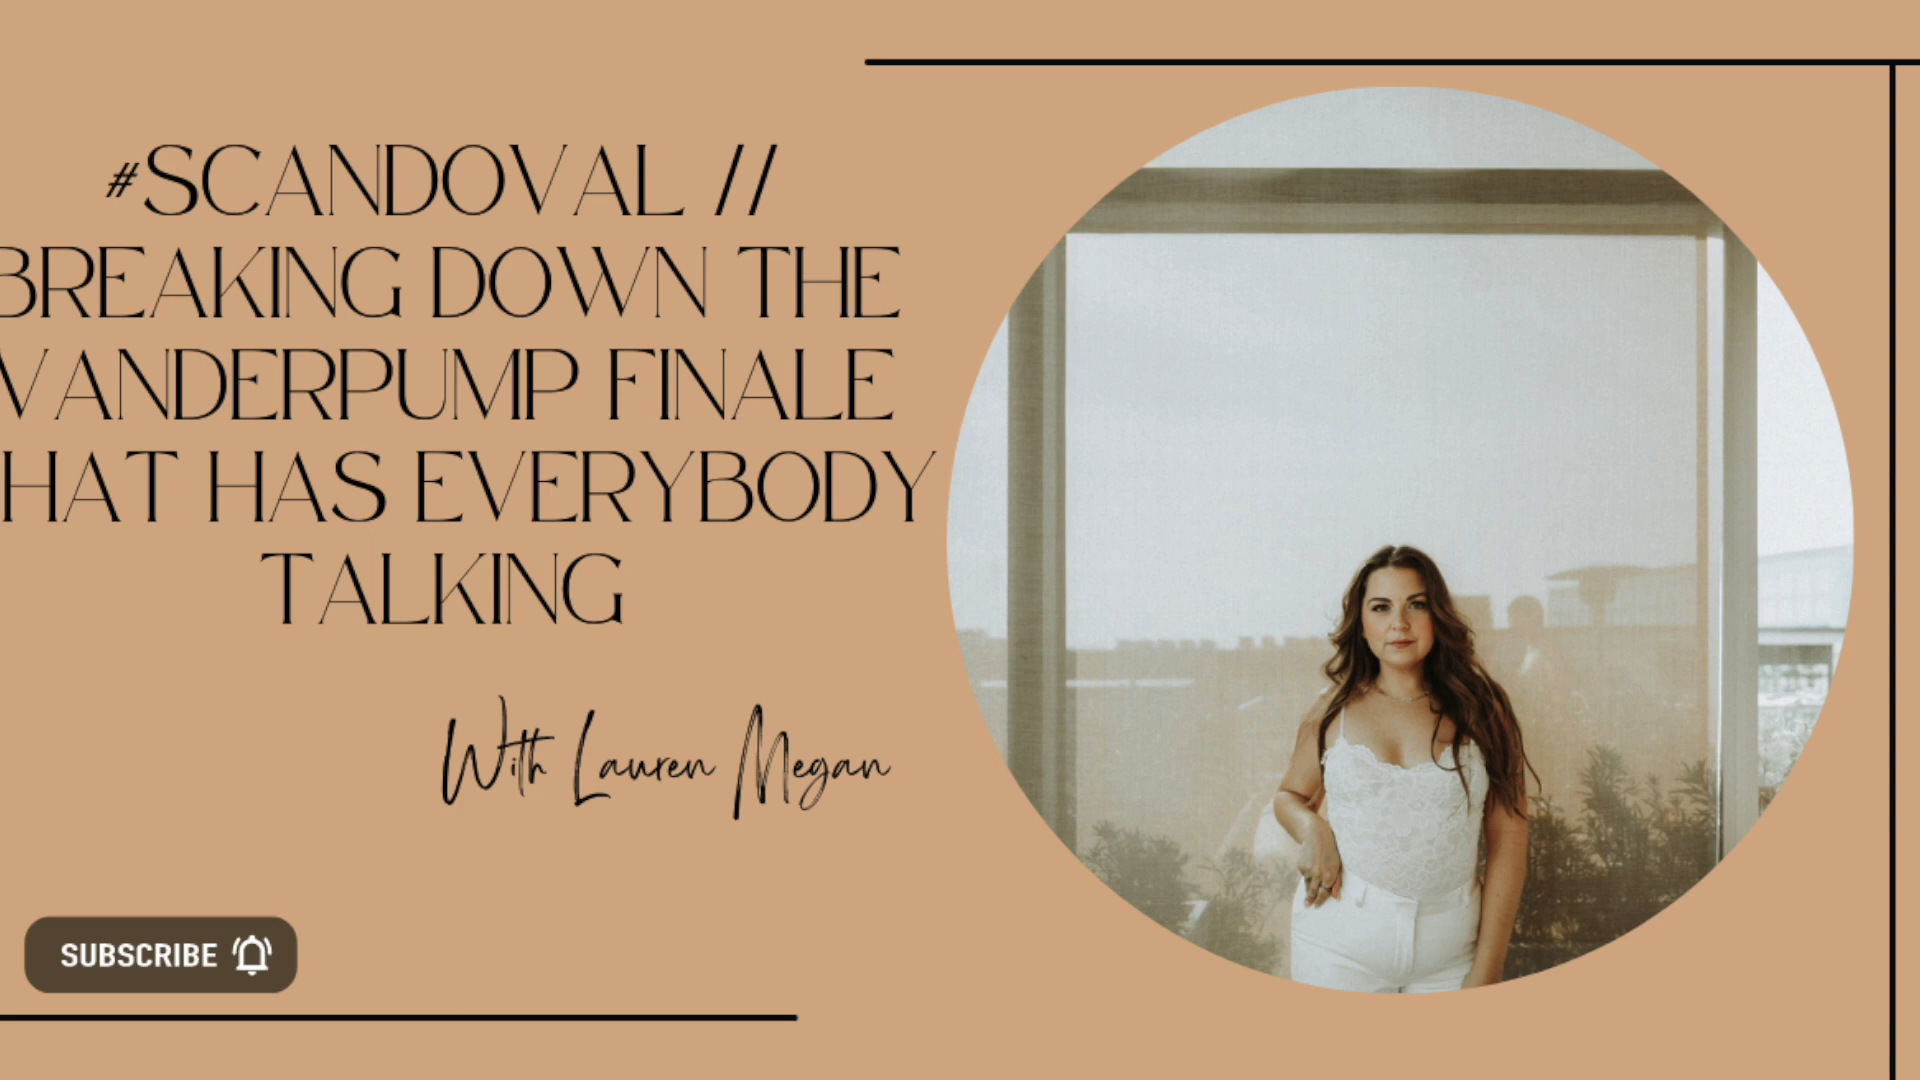 #SCANDOVAL //
BREAKING DOWN THE
VANDERPUMP FINALE
HAT HAS EVERYBODY
TALKING
With Lauren Megan
SUBSCRIBE